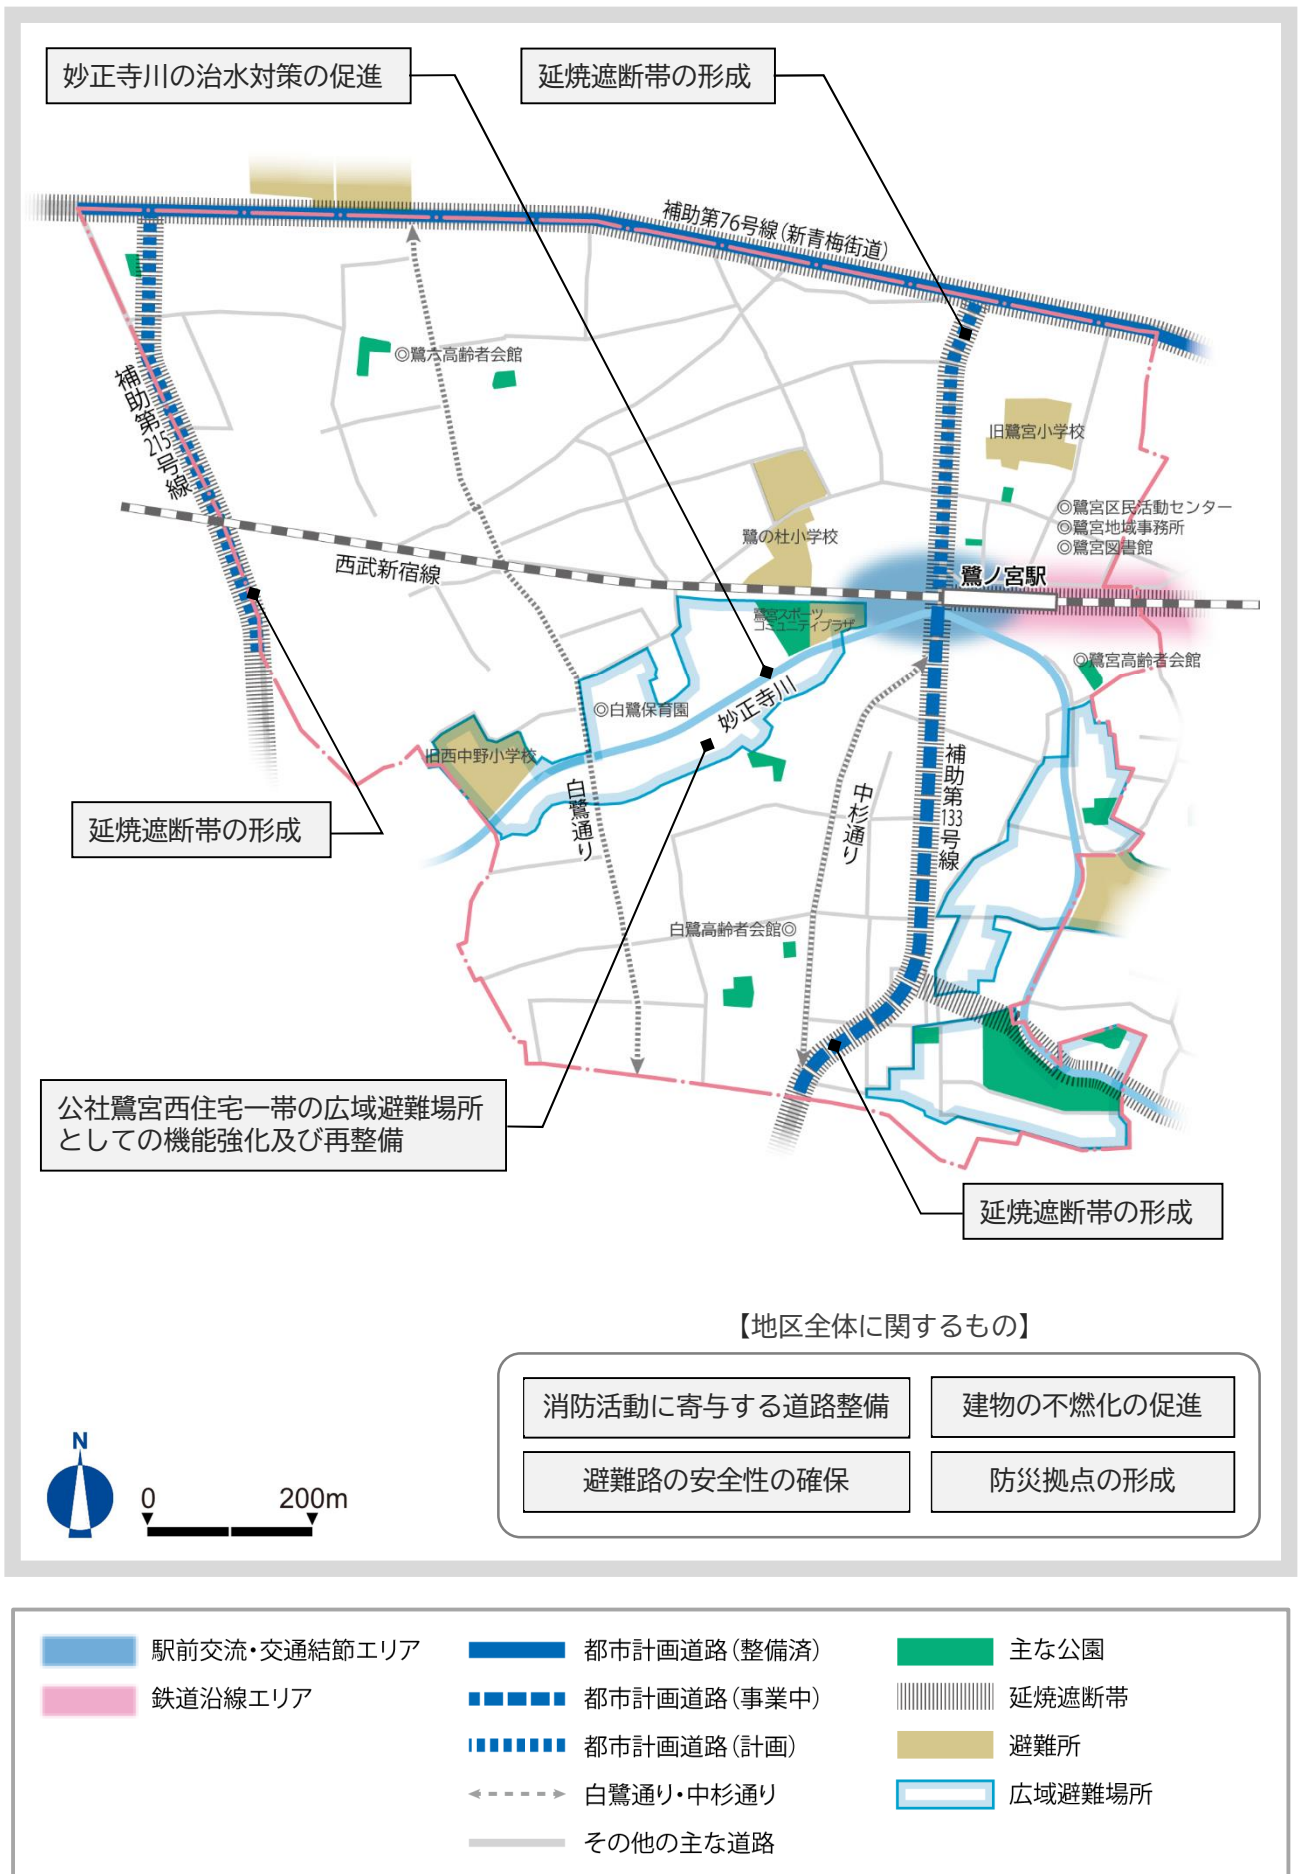 妙正寺川の治水対策の促進
延焼遮断帯の形成
補助第76号線(新青梅街道)
◎鷺六高齢者会館
補助第215号線
旧鷺宮小学校
◎鷺宮区民活動センター
◎鷺宮地域事務所
◎鷺宮図書館
鷺の杜小学校
西武新宿線
鷺ノ宮駅
鷺宮スポーツ
コミュニティプラザ
◎鷺宮高齢者会館
◎白鷺保育園
妙正寺川
旧西中野小学校
白鷺通り
中杉通り
補助第133号線
延焼遮断帯の形成
白鷺高齢者会館◎
公社鷺宮西住宅一帯の広域避難場所
としての機能強化及び再整備
延焼遮断帯の形成
【地区全体に関するもの】
消防活動に寄与する道路整備
建物の不燃化の促進
避難路の安全性の確保
防災拠点の形成
N
0
200m
駅前交流・交通結節エリア
鉄道沿線エリア
都市計画道路(整備済)
都市計画道路(事業中)
都市計画道路(計画)
白鷺通り・中杉通り
その他の主な道路
主な公園
延焼遮断帯
避難所
広域避難場所